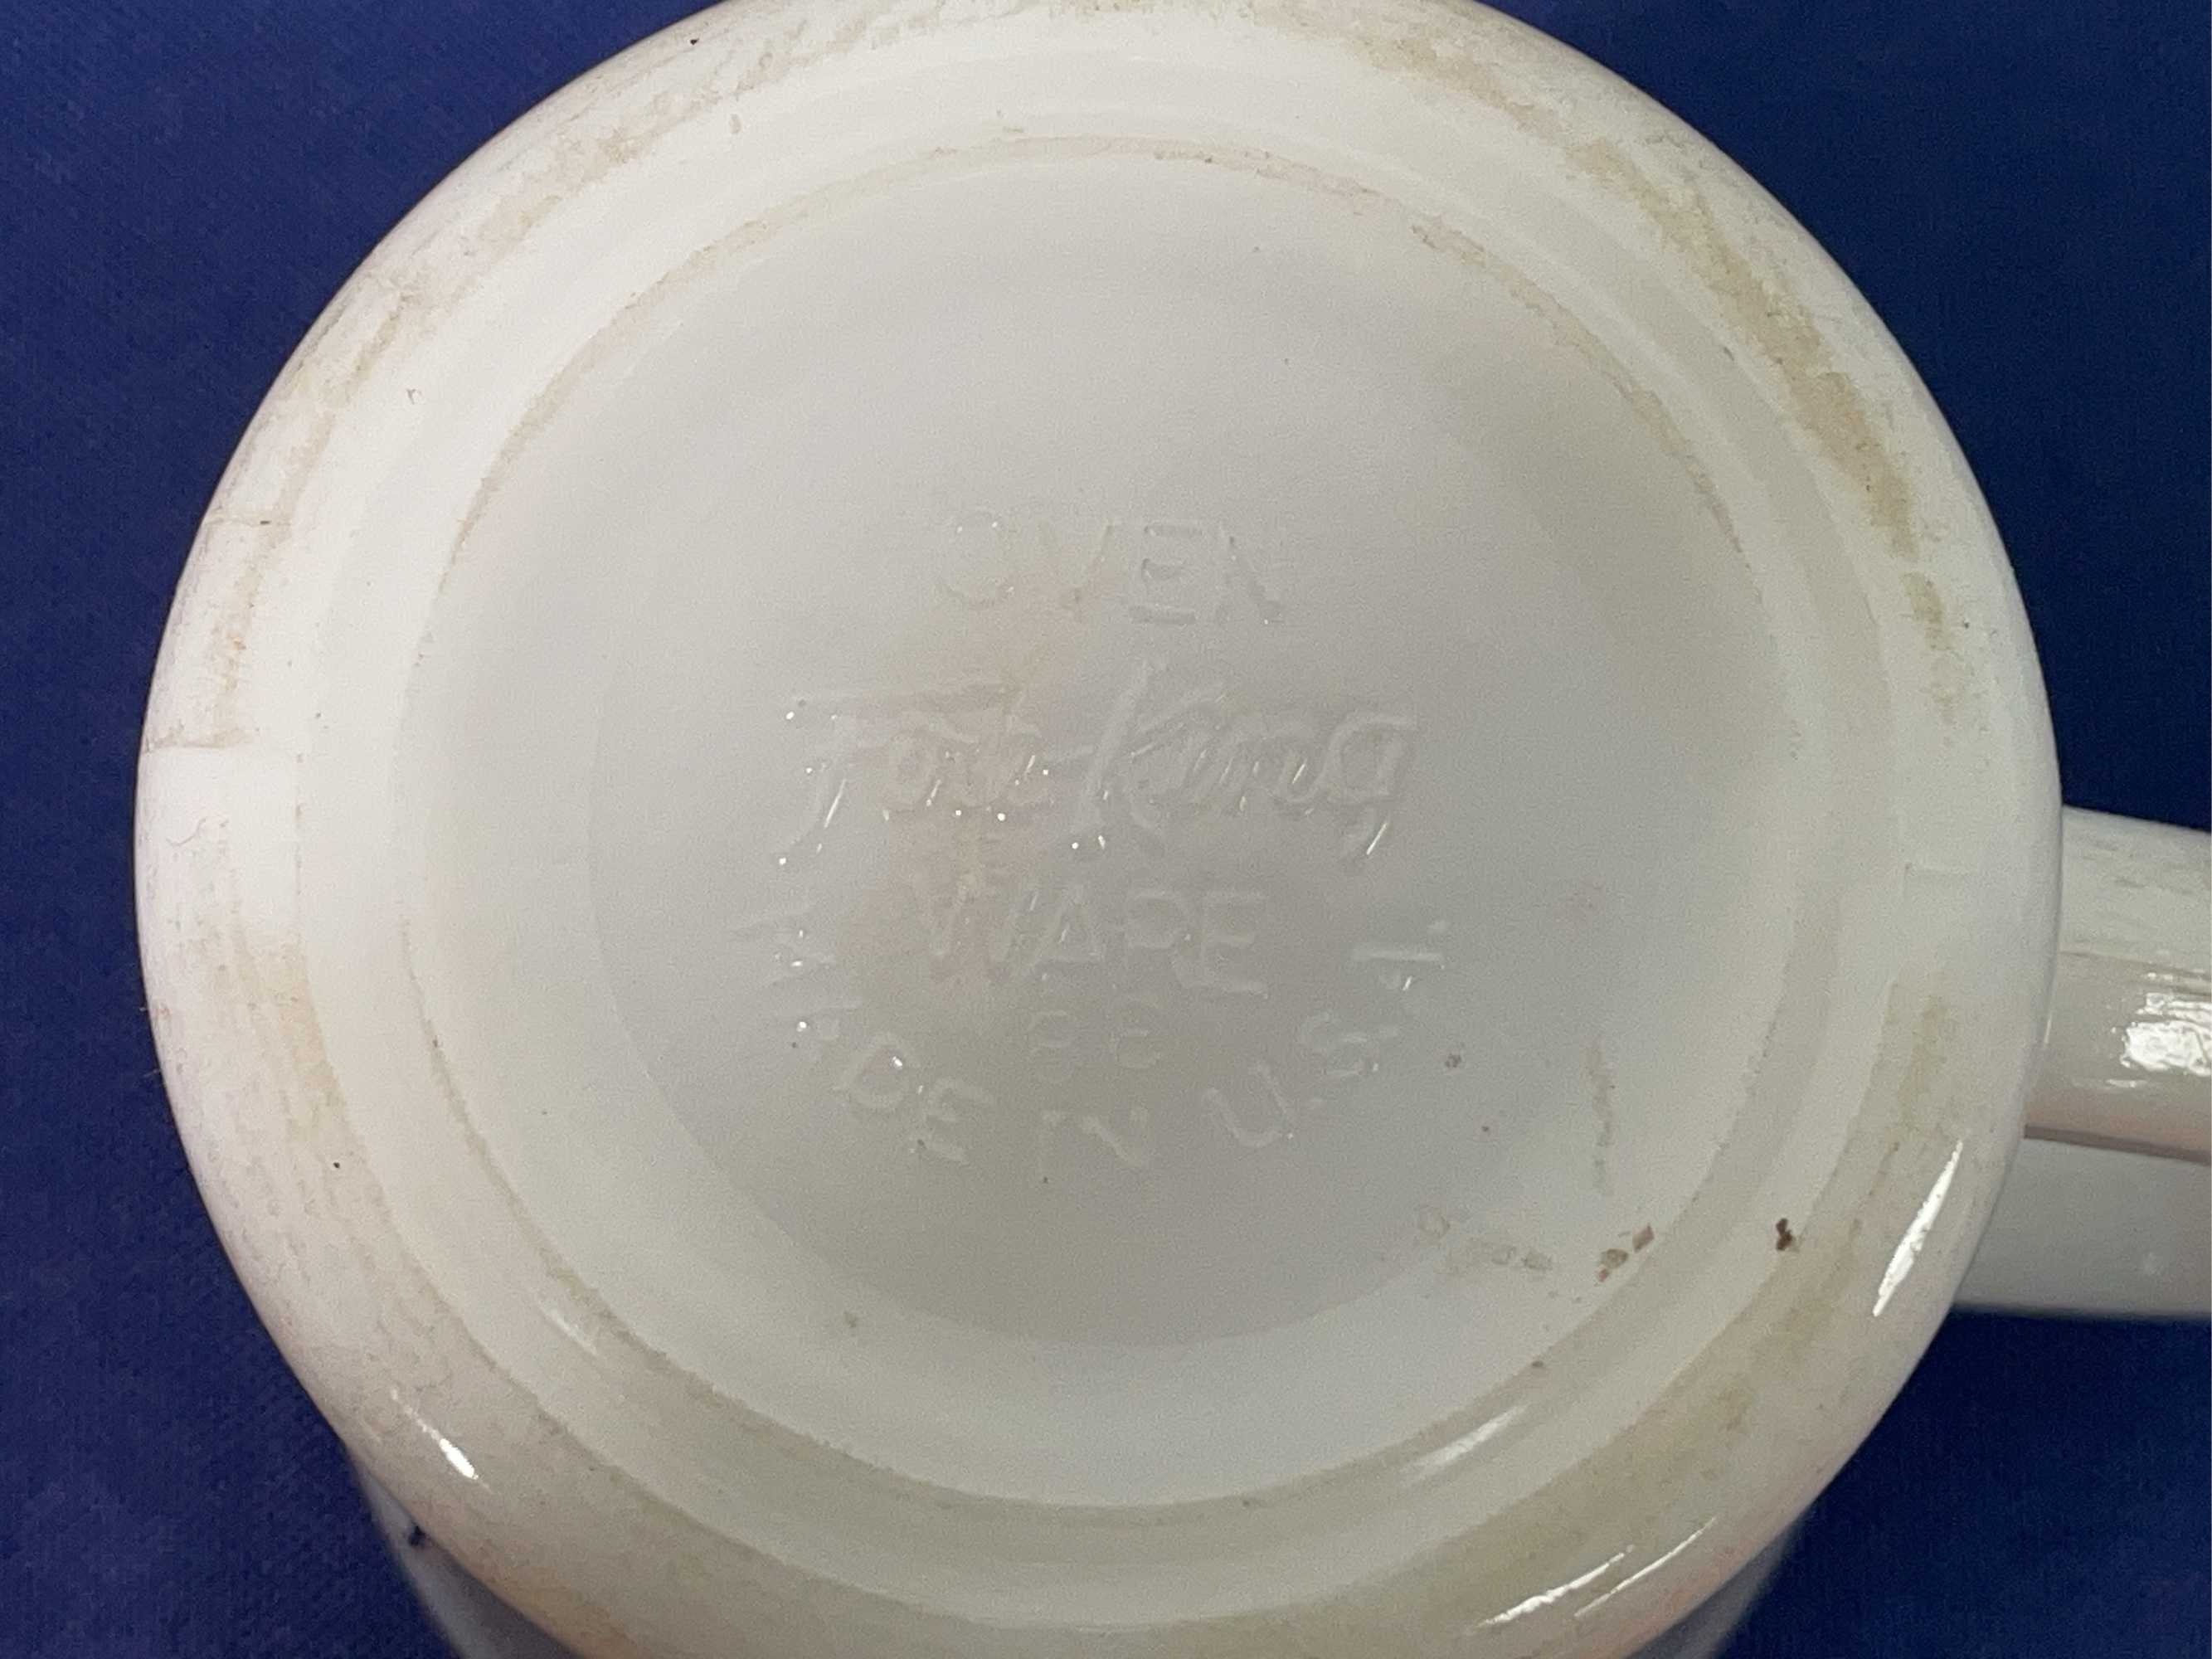 OVEN
Fire-King
WARE
MADE IN U.S.A.